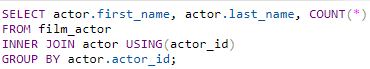 SELECT actor.first_name, actor.last_name, COUNT(*)
FROM film_actor
INNER JOIN actor USING(actor_id)
GROUP BY actor.actor_id;